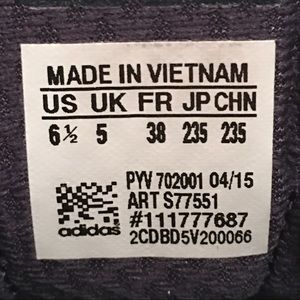 MADE IN VIETNAM
US UK FR JP CHN
6½ 5 38 235 235
PYV 702001 04/15
ART S77551
#111777687
2CDBD5V200066
adidas